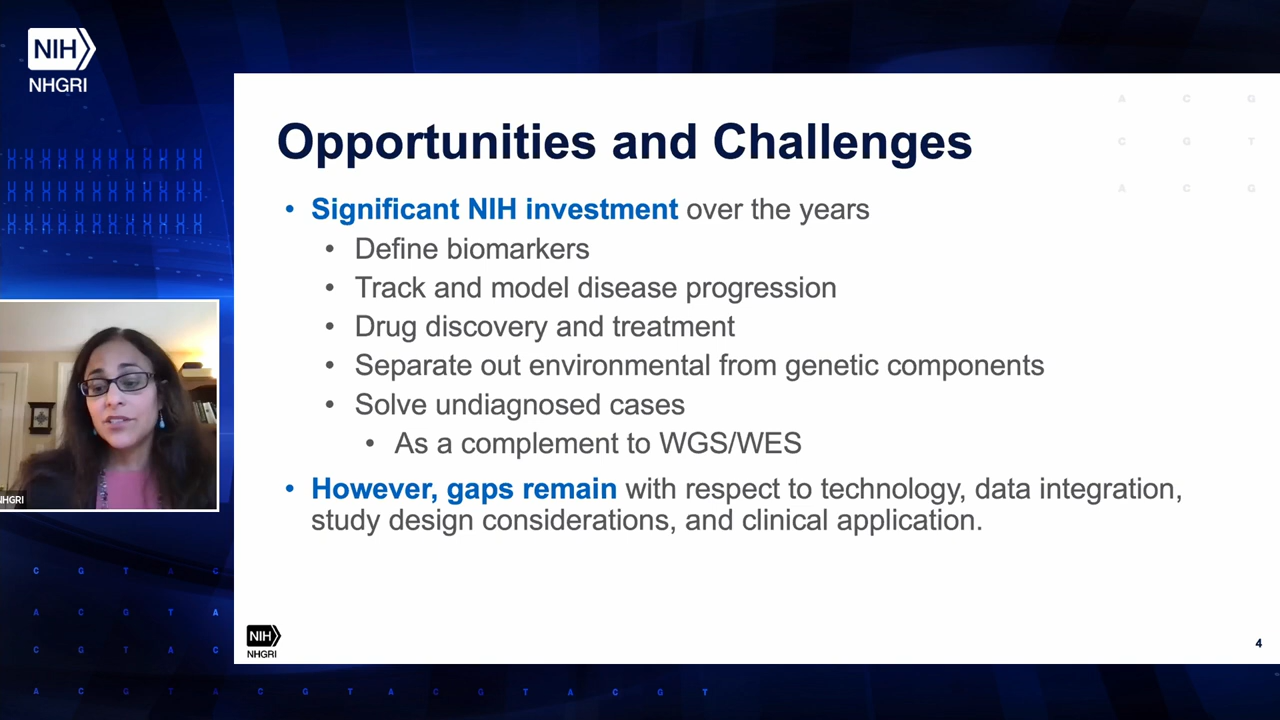 NIH
NHGRI
A C G
Opportunities and Challenges
C G T
A C G
• Significant NIH investment over the years
• Define biomarkers
• Track and model disease progression
• Drug discovery and treatment
• Separate out environmental from genetic components
• Solve undiagnosed cases
• As a complement to WGS/WES
• However, gaps remain with respect to technology, data integration,
study design considerations, and clinical application.
NHGRI
C G T A C
A C G T A
C G T A C
NIH
NHGRI
4
A C G T A C G T A C G T A C G T